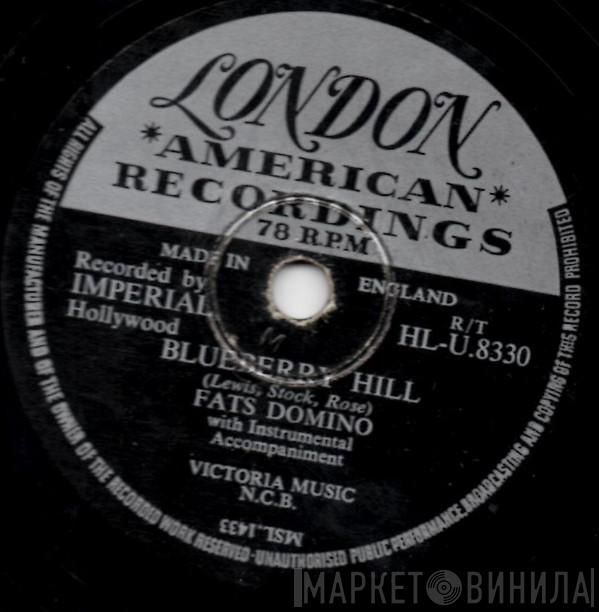 LONDON
*AMERICAN*
RECORDINGS
78 R.P.M.
MADE IN ENGLAND
Recorded by
IMPERIAL
Hollywood
R/T
HL-U.8330
BLUEBERRY HILL
(Lewis, Stock, Rose)
FATS DOMINO
with Instrumental
Accompaniment
VICTORIA MUSIC
N.C.B.
MSL.1433
ALL RIGHTS OF THE MANUFACTURER AND OF THE OWNER OF THE RECORDED WORK RESERVED·UNAUTHORISED PUBLIC PERFORMANCE, BROADCASTING AND COPYING OF THIS RECORD PROHIBITED
МАРКЕТ ВИНИЛА